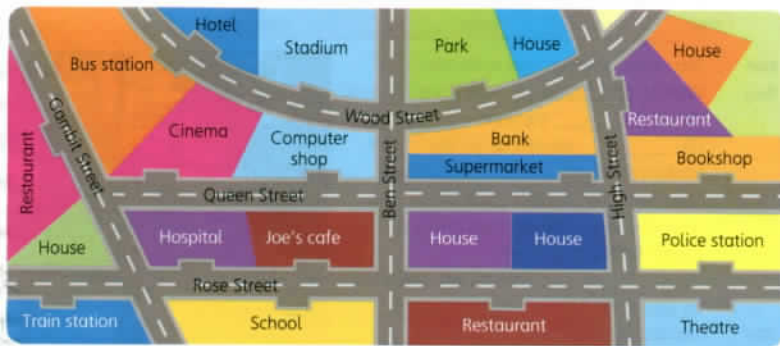 Hotel
Stadium
Park
House
House
Bus station
Wood Street
Restaurant
Gambit Street
Cinema
Computer
shop
Ben Street
Bank
High Street
Restaurant
Supermarket
Bookshop
Queen Street
House
Hospital
Joe's cafe
House
House
Police station
Rose Street
Train station
School
Restaurant
Theatre